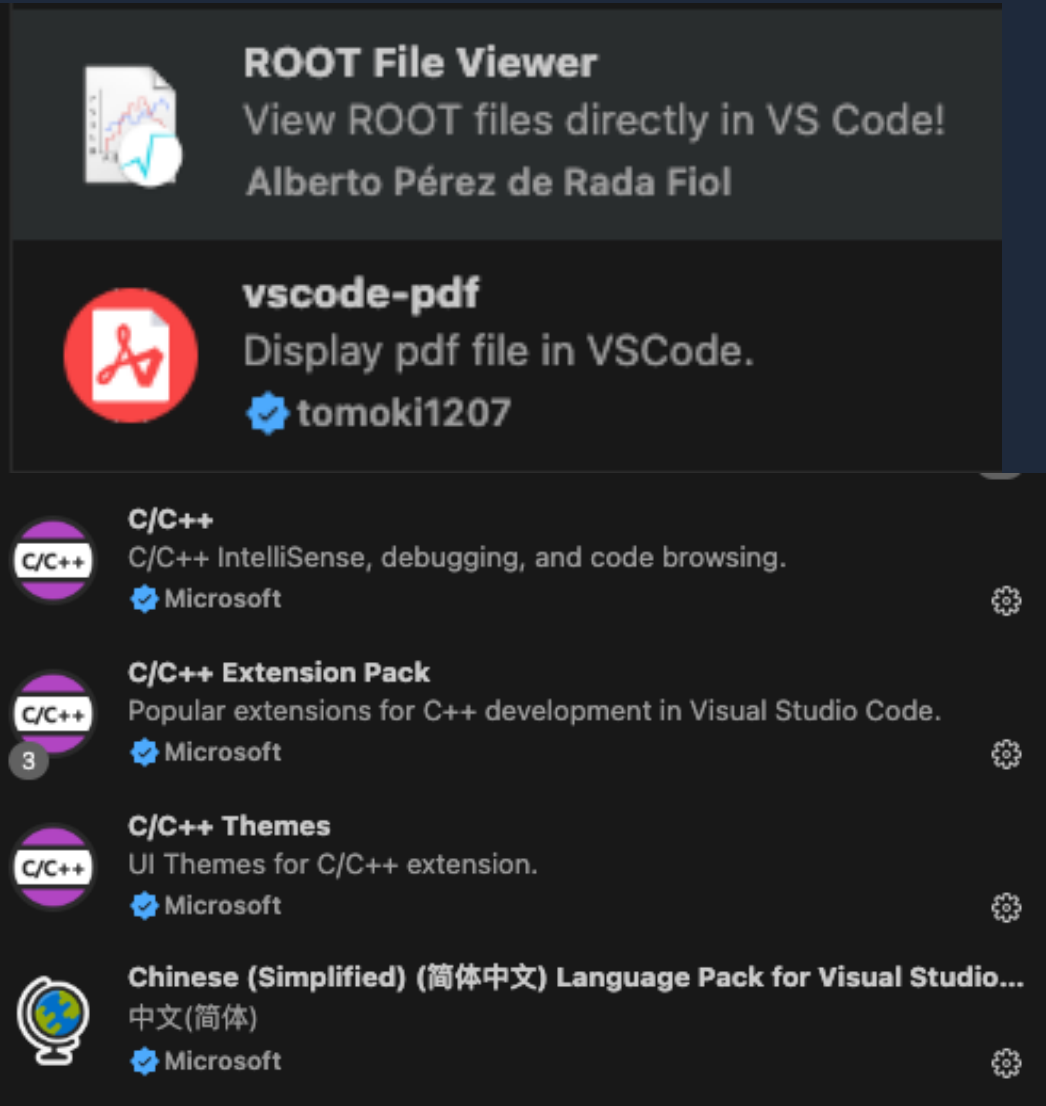 ROOT File Viewer
View ROOT files directly in VS Code!
Alberto Pérez de Rada Fiol
vscode-pdf
Display pdf file in VSCode.
tomoki1207
C/C++
C/C++
C/C++ IntelliSense, debugging, and code browsing.
Microsoft
C/C++
C/C++ Extension Pack
Popular extensions for C++ development in Visual Studio Code.
3
Microsoft
C/C++
C/C++ Themes
UI Themes for C/C++ extension.
Microsoft
Chinese (Simplified) (简体中文) Language Pack for Visual Studio...
中文(简体)
Microsoft